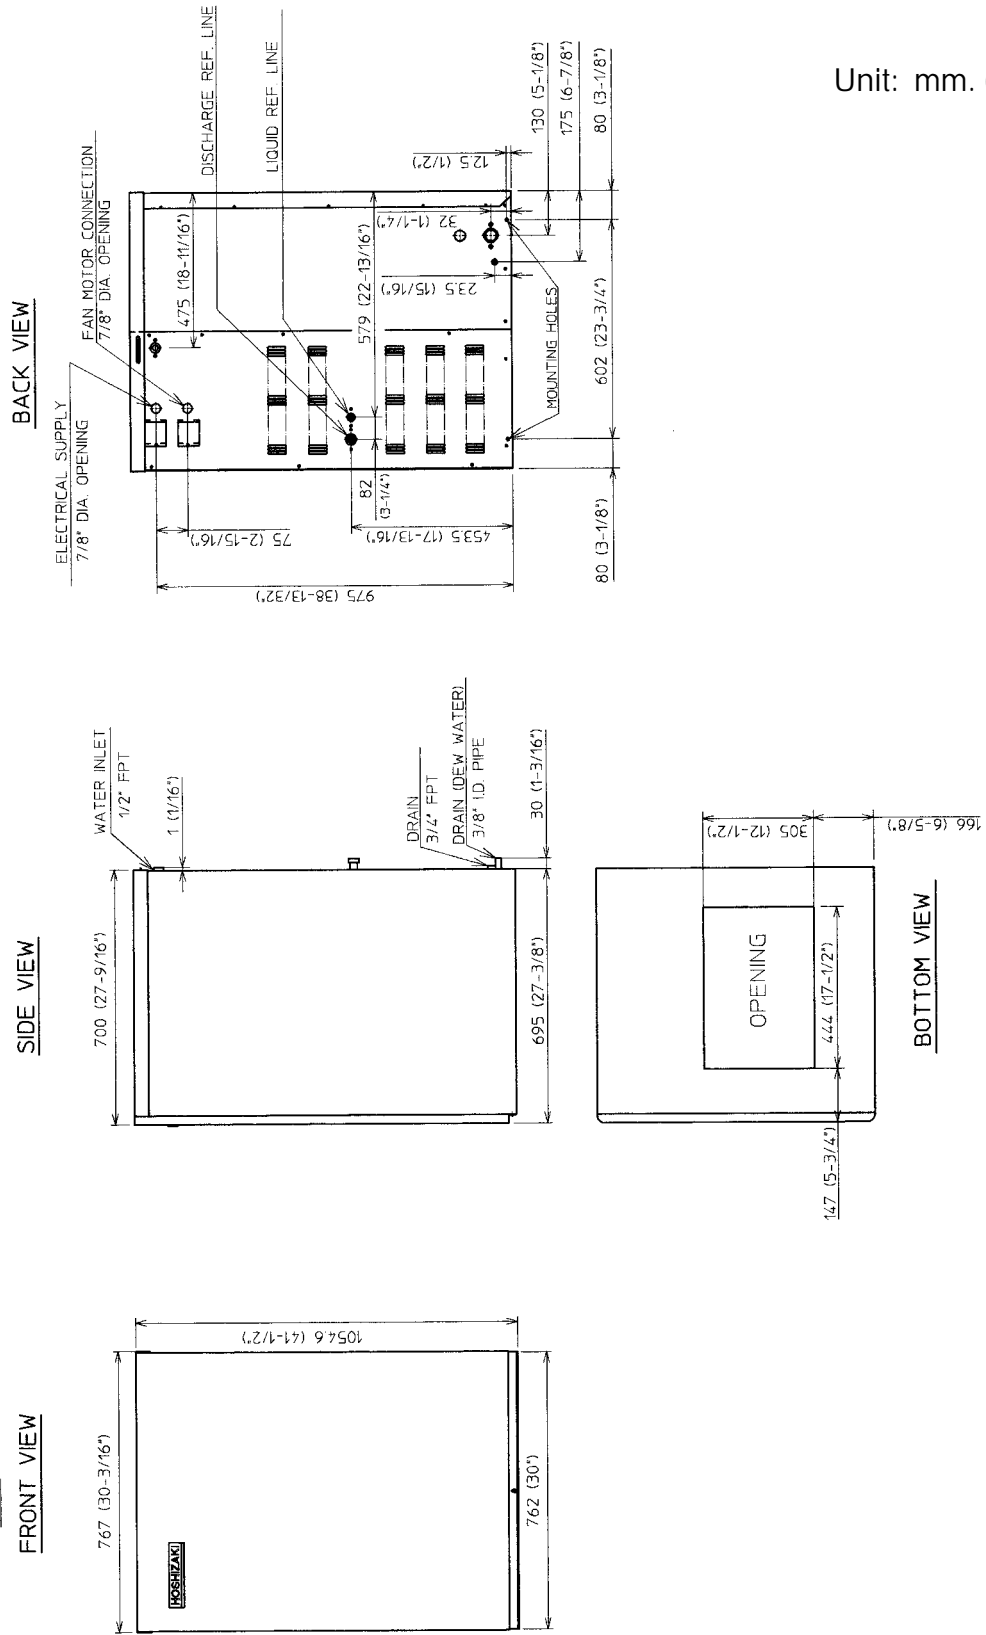 Unit: mm.
FRONT VIEW
767 (30-3/16")
HOSHIZAKI
1054.6 (41-1/2")
762 (30")
SIDE VIEW
700 (27-9/16")
WATER INLET
1/2" FPT
1 (1/16")
DRAIN
3/4" FPT
DRAIN (DEW WATER)
3/8" I.D. PIPE
695 (27-3/8")
30 (1-3/16")
BACK VIEW
ELECTRICAL SUPPLY
7/8" DIA. OPENING
FAN MOTOR CONNECTION
7/8" DIA. OPENING
DISCHARGE REF. LINE
LIQUID REF. LINE
475 (18-11/16")
75 (2-15/16")
975 (38-13/32")
453.5 (17-13/16")
82
(3-1/4")
579 (22-13/16")
32 (1-1/4")
23.5 (15/16")
12.5 (1/2")
MOUNTING HOLES
130 (5-1/8")
175 (6-7/8")
80 (3-1/8")
602 (23-3/4")
80 (3-1/8")
OPENING
305 (12-1/2")
166 (6-5/8")
444 (17-1/2")
147 (5-3/4")
BOTTOM VIEW